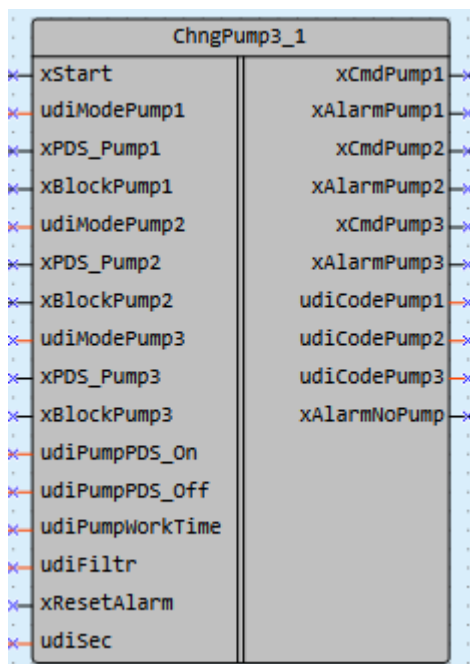 ChngPump3_1
xStart xCmdPump1
udiModePump1 xAlarmPump1
xPDS_Pump1 xCmdPump2
xBlockPump1 xAlarmPump2
udiModePump2 xCmdPump3
xPDS_Pump2 xAlarmPump3
xBlockPump2 udiCodePump1
udiModePump3 udiCodePump2
xPDS_Pump3 udiCodePump3
xBlockPump3 xAlarmNoPump
udiPumpPDS_On
udiPumpPDS_Off
udiPumpWorkTime
udiFiltr
xResetAlarm
udiSec